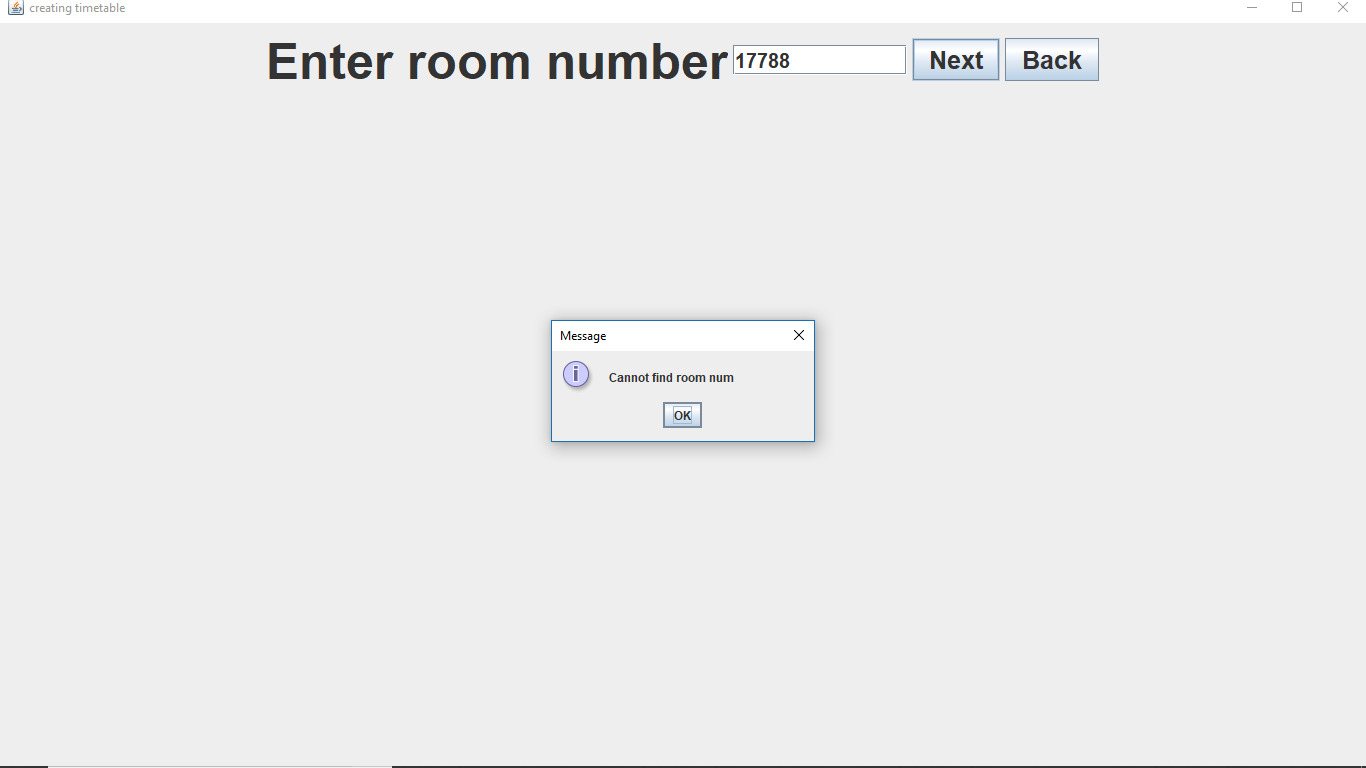 creating timetable
Enter room number 17788 Next Back
Message
i Cannot find room num
OK